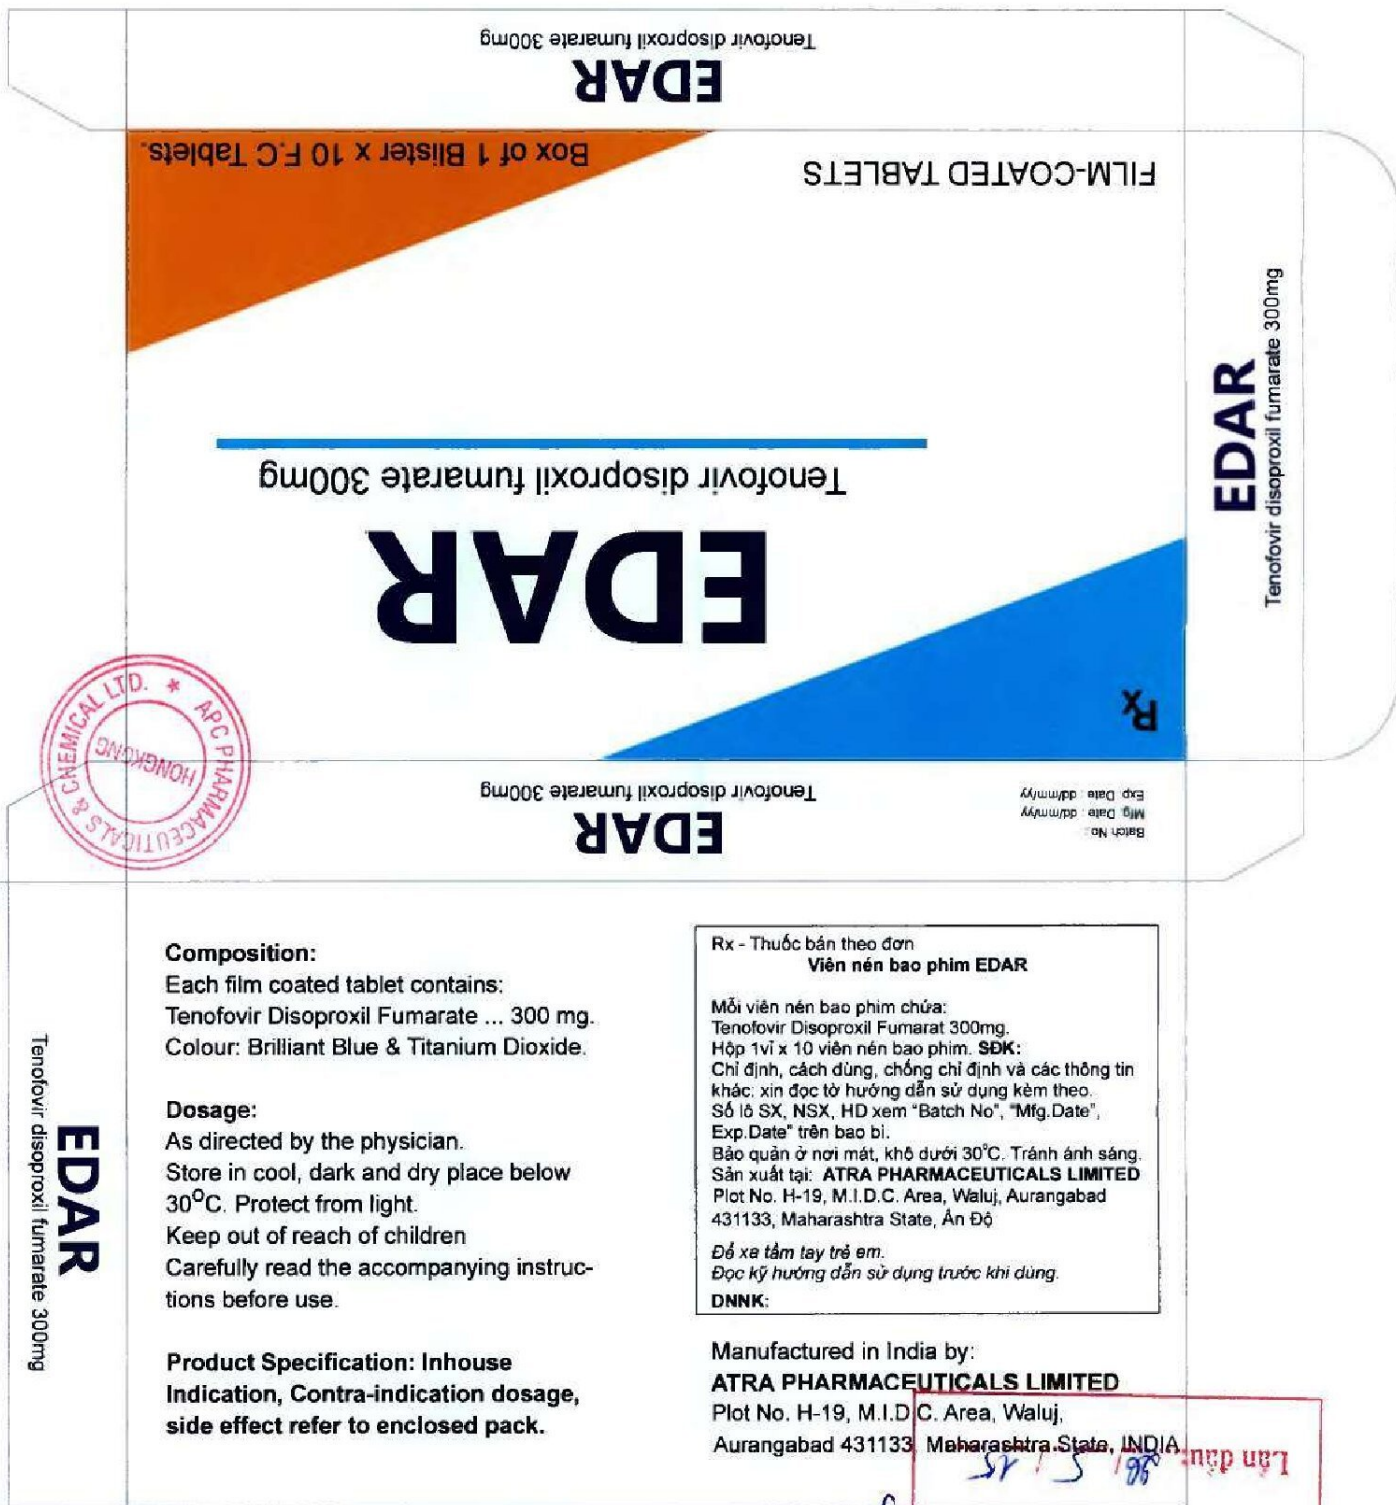 Tenofovir disoproxil fumarate 300mg
EDAR
Box of 1 Blister x 10 F.C Tablets.
FILM-COATED TABLETS
Tenofovir disoproxil fumarate 300mg
EDAR
Rx
EDAR
Tenofovir disoproxil fumarate 300mg
APC PHARMACEUTICALS & CNEMICAL LTD. *
HONGKONG
Tenofovir disoproxil fumarate 300mg
EDAR
Batch No :
Mfg. Date : dd/mm/yy
Exp. Date : dd/mm/yy
EDAR
Tenofovir disoproxil fumarate 300mg
Composition:
Each film coated tablet contains:
Tenofovir Disoproxil Fumarate ... 300 mg.
Colour: Brilliant Blue & Titanium Dioxide.
Dosage:
As directed by the physician.
Store in cool, dark and dry place below
30°C. Protect from light.
Keep out of reach of children
Carefully read the accompanying instruc-
tions before use.
Product Specification: Inhouse
Indication, Contra-indication dosage,
side effect refer to enclosed pack.
Rx - Thuốc bán theo đơn
Viên nén bao phim EDAR
Mỗi viên nén bao phim chứa:
Tenofovir Disoproxil Fumarat 300mg.
Hộp 1vỉ x 10 viên nén bao phim. SĐK:
Chỉ định, cách dùng, chống chỉ định và các thông tin
khác: xin đọc tờ hướng dẫn sử dụng kèm theo.
Số lô SX, NSX, HD xem "Batch No", "Mfg.Date",
Exp.Date" trên bao bì.
Bảo quản ở nơi mát, khô dưới 30°C. Tránh ánh sáng.
Sản xuất tại: ATRA PHARMACEUTICALS LIMITED
Plot No. H-19, M.I.D.C. Area, Waluj, Aurangabad
431133, Maharashtra State, Ấn Độ
Để xa tầm tay trẻ em.
Đọc kỹ hướng dẫn sử dụng trước khi dùng.
DNNK:
Manufactured in India by:
ATRA PHARMACEUTICALS LIMITED
Plot No. H-19, M.I.D.C. Area, Waluj,
Aurangabad 431133, Maharashtra State, INDIA
Lần đầu: